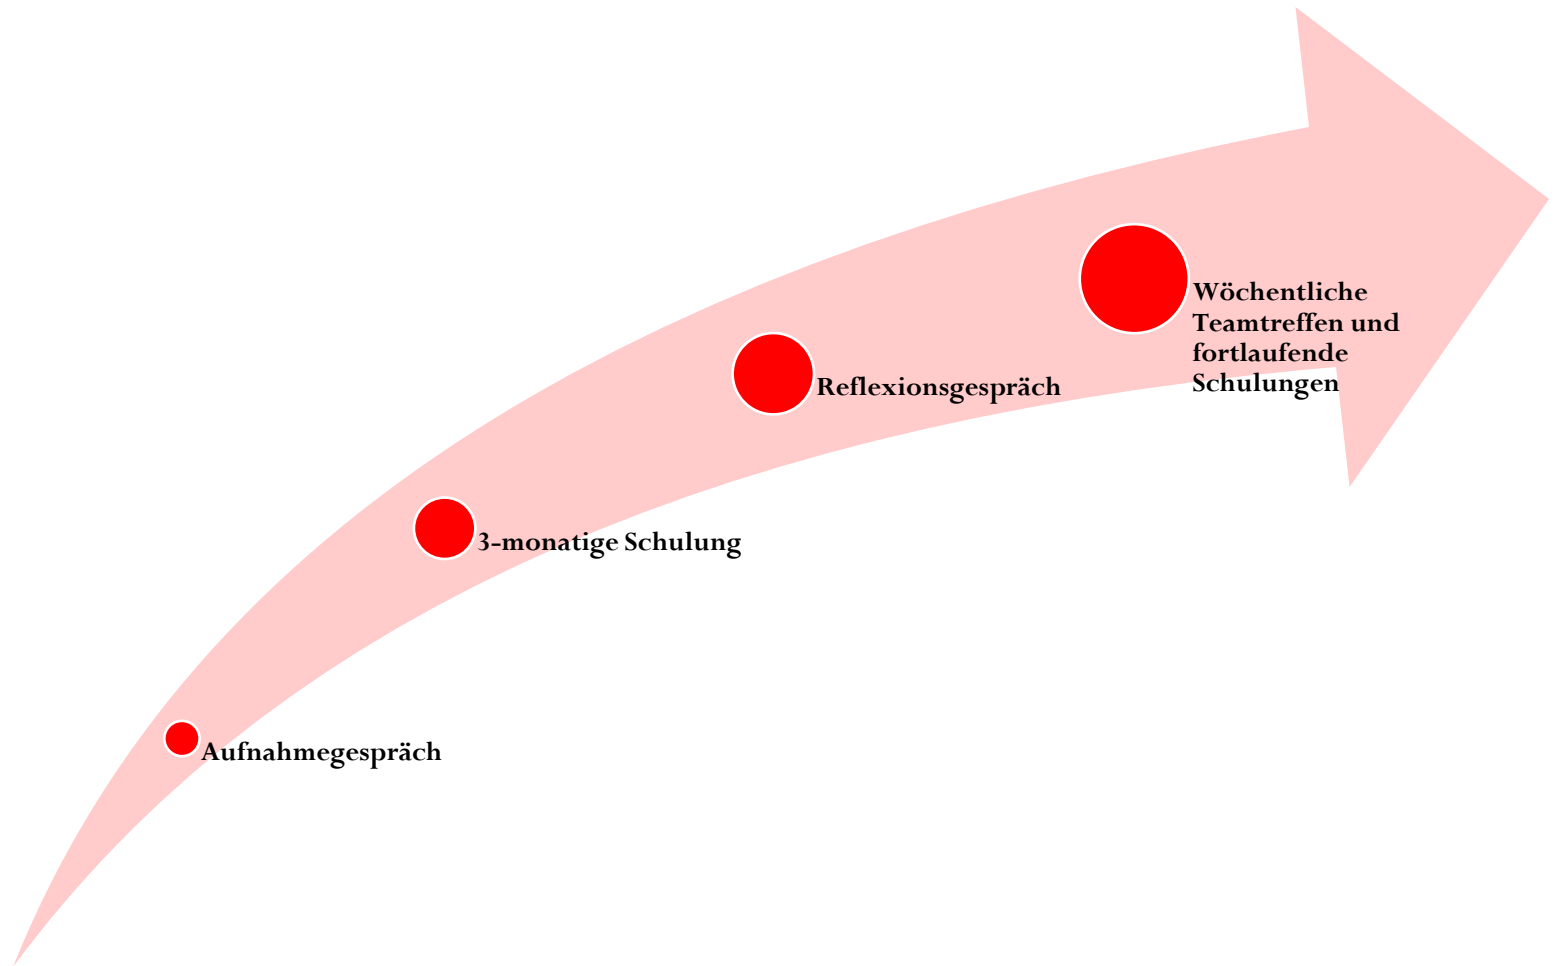 Wöchentliche
Teamtreffen und
fortlaufende
Schulungen
Reflexionsgespräch
3-monatige Schulung
Aufnahmegespräch